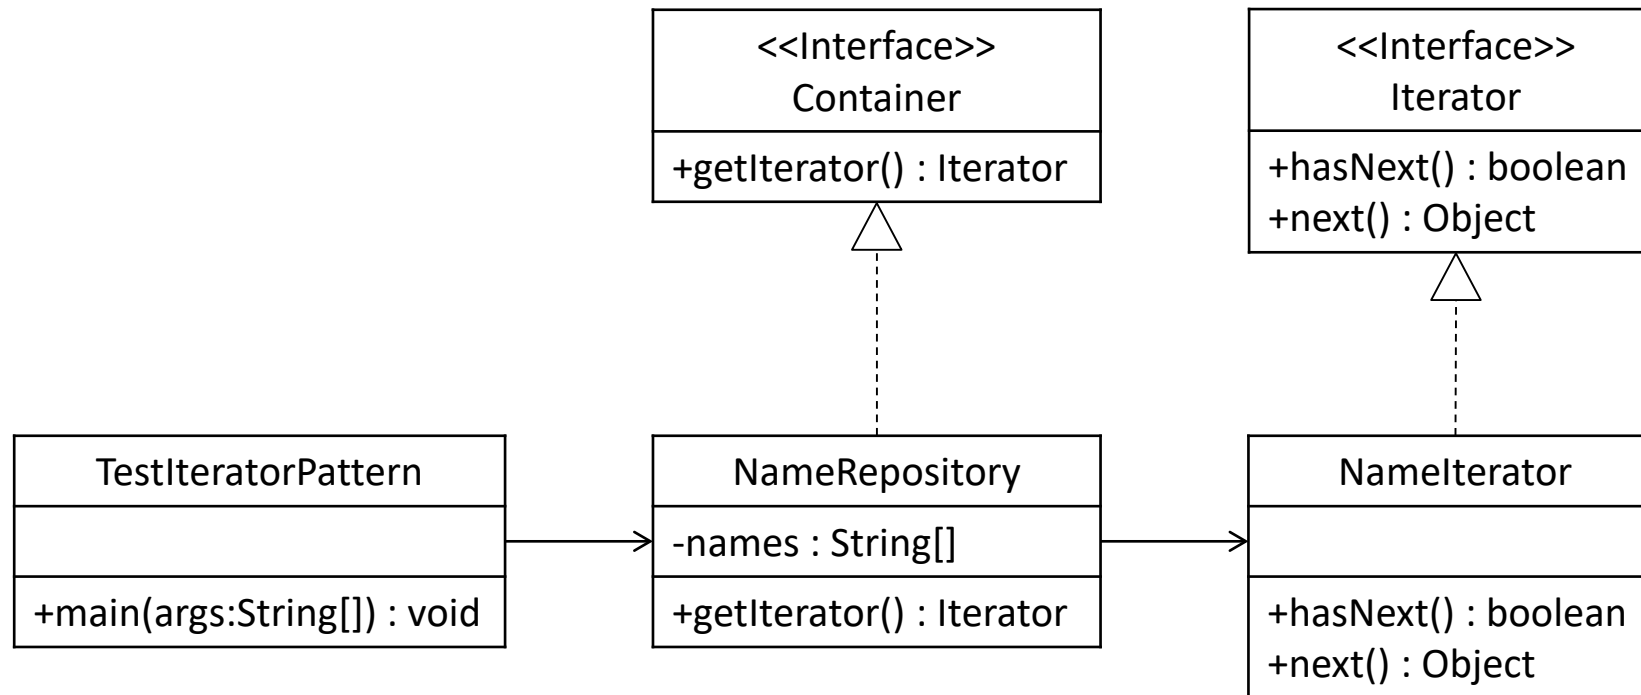 <<Interface>>
Container
+getIterator() : Iterator
<<Interface>>
Iterator
+hasNext() : boolean
+next() : Object
TestIteratorPattern
+main(args:String[]) : void
NameRepository
-names : String[]
+getIterator() : Iterator
NameIterator
+hasNext() : boolean
+next() : Object